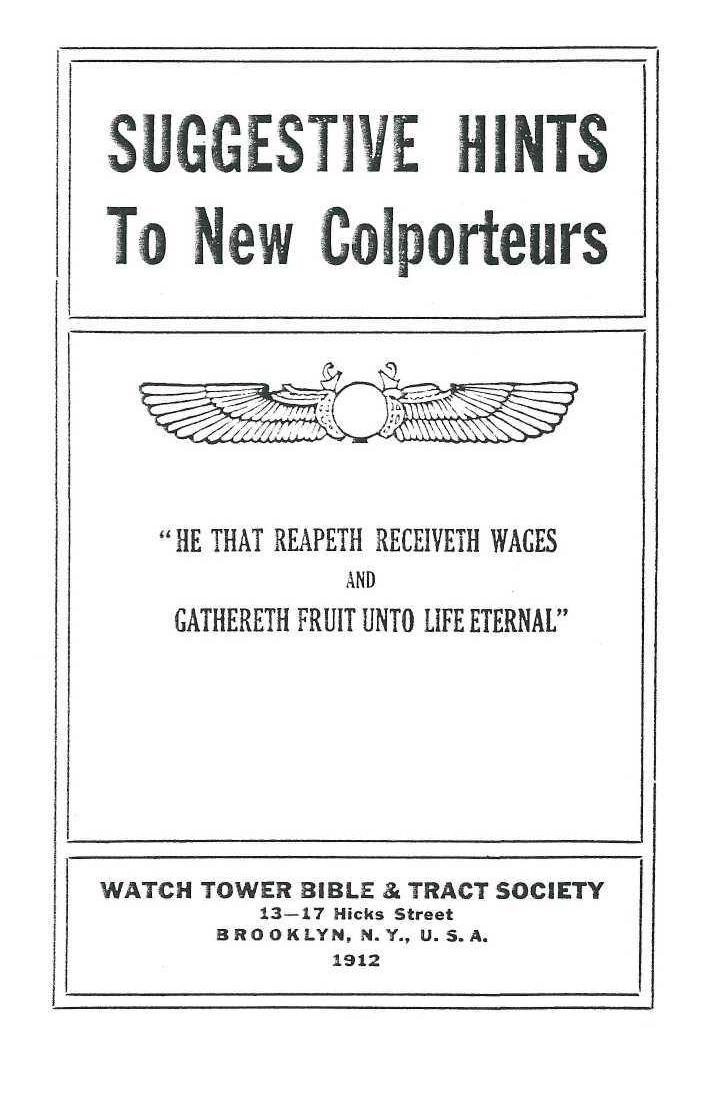 SUGGESTIVE HINTS
To New Colporteurs
"HE THAT REAPETH RECEIVETH WAGES
AND
GATHERETH FRUIT UNTO LIFE ETERNAL"
WATCH TOWER BIBLE & TRACT SOCIETY
13—17 Hicks Street
BROOKLYN, N. Y., U. S. A.
1912